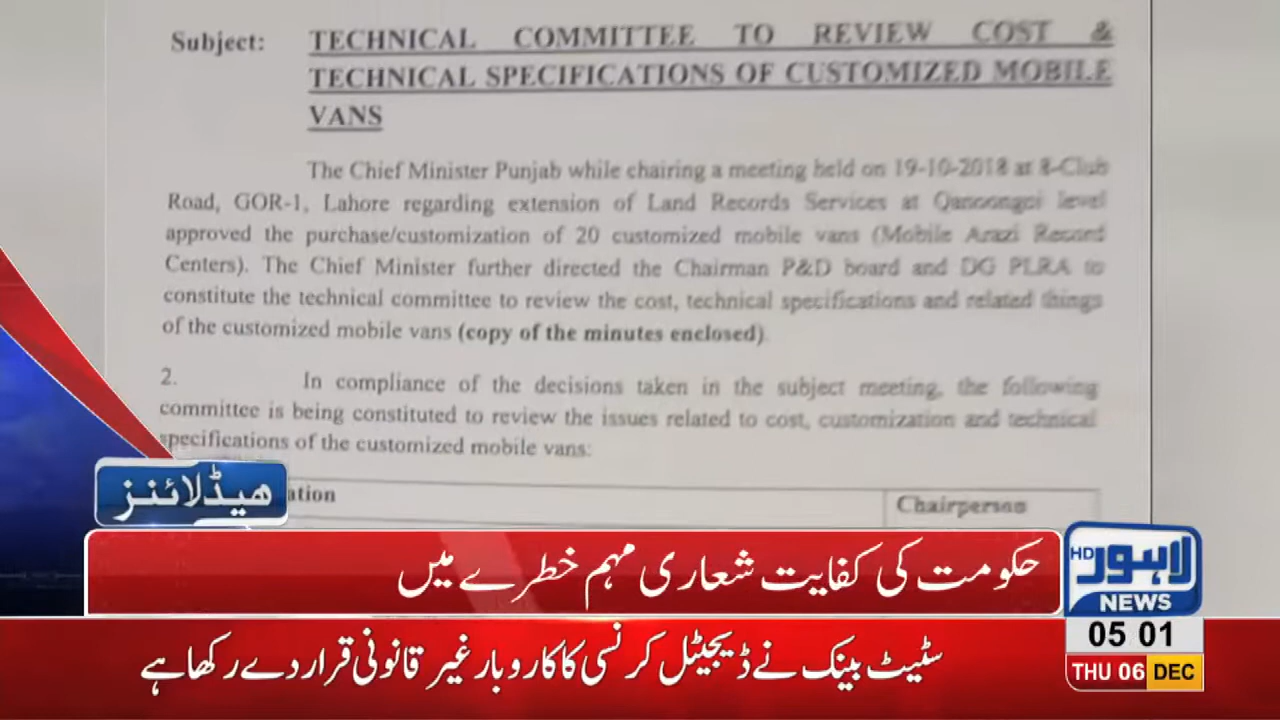 Subject: TECHNICAL COMMITTEE TO REVIEW COST &
TECHNICAL SPECIFICATIONS OF CUSTOMIZED MOBILE
VANS
The Chief Minister Punjab while chairing a meeting held on 19-10-2018 at 8-Club
Road, GOR-1, Lahore regarding extension of Land Records Services at Qanoongoi level
approved the purchase/customization of 20 customized mobile vans (Mobile Arazi Record
Centers). The Chief Minister further directed the Chairman P&D board and DG PLRA to
constitute the technical committee to review the cost, technical specifications and related things
of the customized mobile vans (copy of the minutes enclosed).
2. In compliance of the decisions taken in the subject meeting, the following
committee is being constituted to review the issues related to cost, customization and technical
specifications of the customized mobile vans:
ation Chairperson
ھیڈلائنز
حکومت کی کفایت شعاری مہم خطرے میں
HD لاہور
NEWS
05 01
THU 06 DEC
سٹیٹ بینک نے ڈیجیٹل کرنسی کا کاروبار غیر قانونی قرار دے رکھا ہے